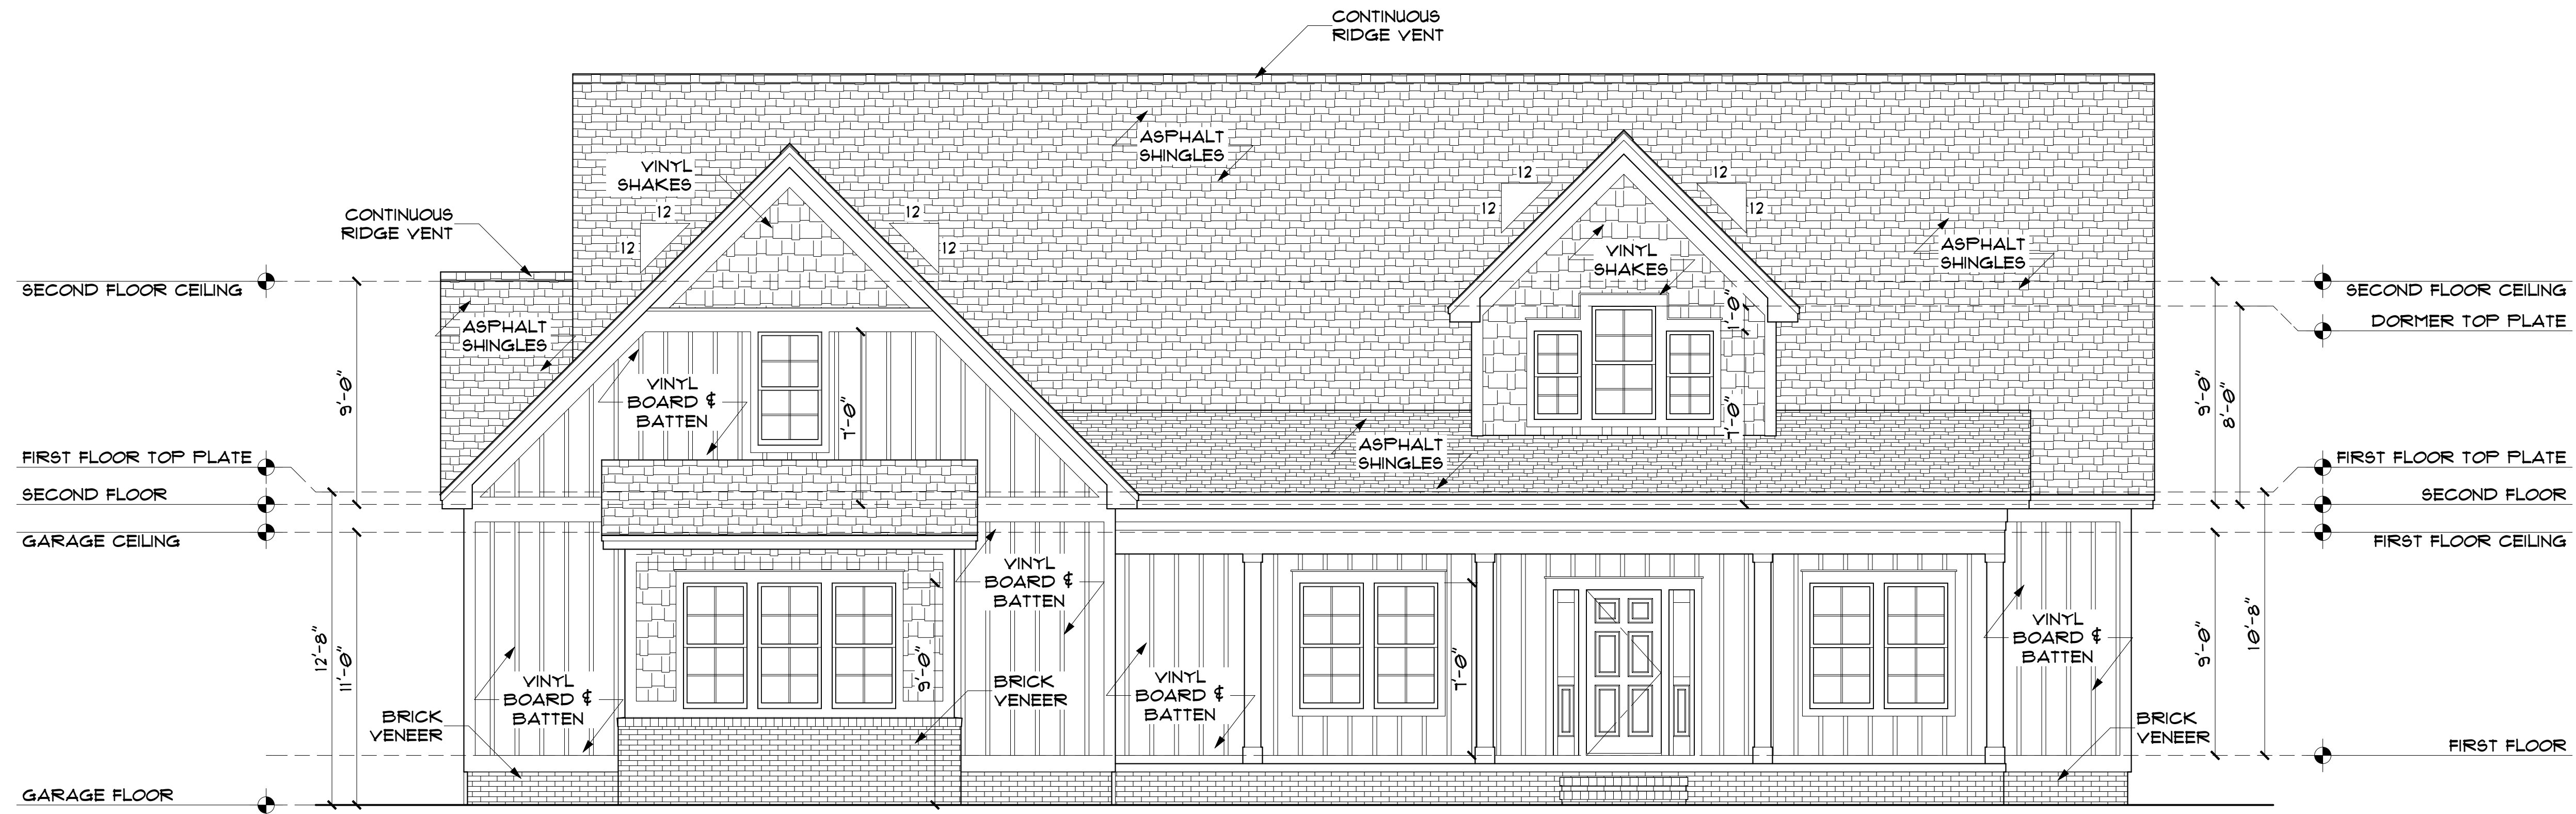 CONTINUOUS
RIDGE VENT
ASPHALT
SHINGLES
VINYL
SHAKES
12
12
12
12
12
12
12
12
CONTINUOUS
RIDGE VENT
VINYL
SHAKES
ASPHALT
SHINGLES
SECOND FLOOR CEILING
SECOND FLOOR CEILING
DORMER TOP PLATE
ASPHALT
SHINGLES
1'-0"
9'-0"
VINYL
BOARD &
BATTEN
7'-0"
7'-0"
9'-0"
8'-0"
ASPHALT
SHINGLES
FIRST FLOOR TOP PLATE
FIRST FLOOR TOP PLATE
SECOND FLOOR
SECOND FLOOR
GARAGE CEILING
FIRST FLOOR CEILING
VINYL
BOARD &
BATTEN
VINYL
BOARD &
BATTEN
12'-8"
11'-0"
9'-0"
7'-0"
9'-0"
10'-8"
VINYL
BOARD &
BATTEN
BRICK
VENEER
VINYL
BOARD &
BATTEN
BRICK
VENEER
BRICK
VENEER
FIRST FLOOR
GARAGE FLOOR